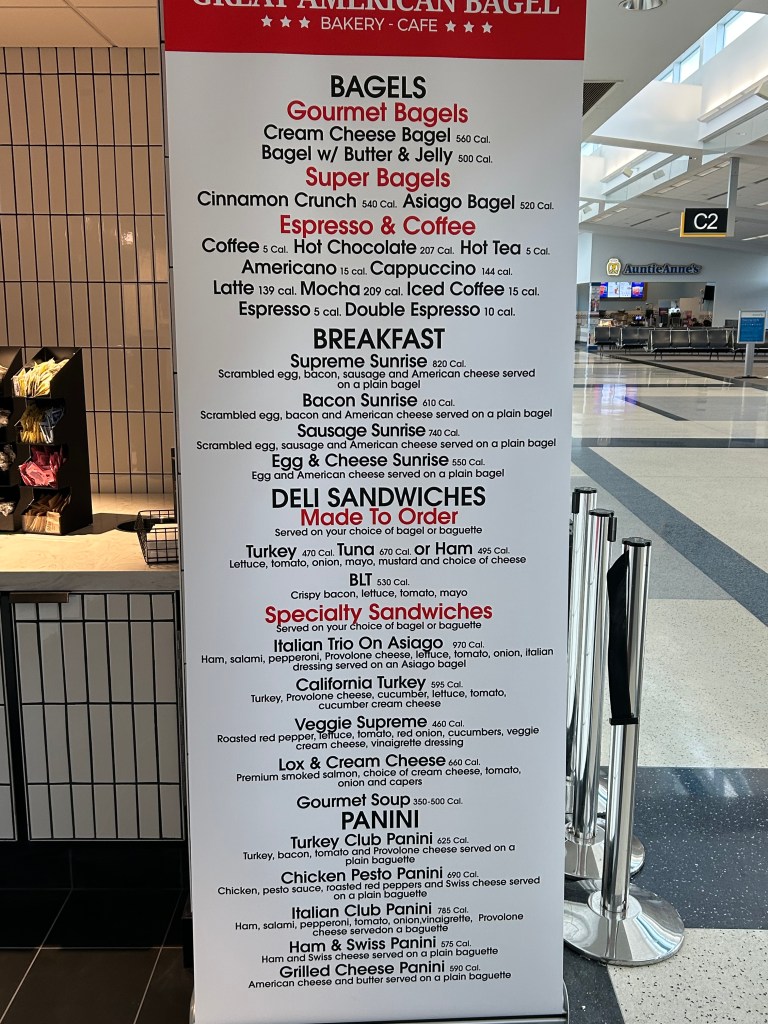 GREAT AMERICAN BAGEL
★ ★ ★ BAKERY - CAFE ★ ★ ★
BAGELS
Gourmet Bagels
Cream Cheese Bagel 560 Cal.
Bagel w/ Butter & Jelly 500 Cal.
Super Bagels
Cinnamon Crunch 540 Cal. Asiago Bagel 520 Cal.
Espresso & Coffee
Coffee 5 Cal. Hot Chocolate 207 Cal. Hot Tea 5 Cal.
Americano 15 cal. Cappuccino 144 cal.
Latte 139 cal. Mocha 209 cal. Iced Coffee 15 cal.
Espresso 5 cal. Double Espresso 10 cal.
BREAKFAST
Supreme Sunrise 820 Cal.
Scrambled egg, bacon, sausage and American cheese served
on a plain bagel
Bacon Sunrise 610 Cal.
Scrambled egg, bacon and American cheese served on a plain bagel
Sausage Sunrise 740 Cal.
Scrambled egg, sausage and American cheese served on a plain bagel
Egg & Cheese Sunrise 550 Cal.
Egg and American cheese served on a plain bagel
DELI SANDWICHES
Made To Order
Served on your choice of bagel or baguette
Turkey 470 Cal. Tuna 670 Cal. or Ham 495 Cal.
Lettuce, tomato, onion, mayo, mustard and choice of cheese
BLT 530 Cal.
Crispy bacon, lettuce, tomato, mayo
Specialty Sandwiches
Served on your choice of bagel or baguette
Italian Trio On Asiago 970 Cal.
Ham, salami, pepperoni, Provolone cheese, lettuce, tomato, onion, italian
dressing served on an Asiago bagel
California Turkey 595 Cal.
Turkey, Provolone cheese, cucumber, lettuce, tomato,
cucumber cream cheese
Veggie Supreme 460 Cal.
Roasted red pepper, lettuce, tomato, red onion, cucumbers, veggie
cream cheese, vinaigrette dressing
Lox & Cream Cheese 660 Cal.
Premium smoked salmon, choice of cream cheese, tomato,
onion and capers
Gourmet Soup 350-500 Cal.
PANINI
Turkey Club Panini 625 Cal.
Turkey, bacon, tomato and Provolone cheese served on a
plain baguette
Chicken Pesto Panini 690 Cal.
Chicken, pesto sauce, roasted red peppers and Swiss cheese served
on a plain baguette
Italian Club Panini 785 Cal.
Ham, salami, pepperoni, tomato, onion,vinaigrette, Provolone
cheese servedon a baguette
Ham & Swiss Panini 575 Cal.
Ham and Swiss cheese served on a plain baguette
Grilled Cheese Panini 590 Cal.
American cheese and butter served on a plain baguette
C2
AuntieAnne's